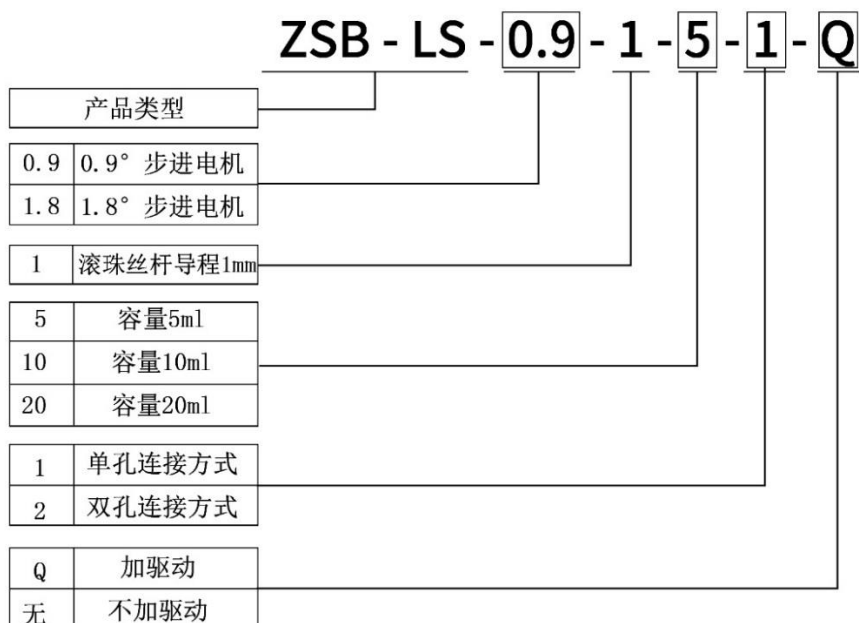 ZSB - LS - 0.9 - 1 - 5 - 1 - Q
产品类型
0.9 0.9° 步进电机
1.8 1.8° 步进电机
1 滚珠丝杆导程1mm
5 容量5ml
10 容量10ml
20 容量20ml
1 单孔连接方式
2 双孔连接方式
Q 加驱动
无 不加驱动